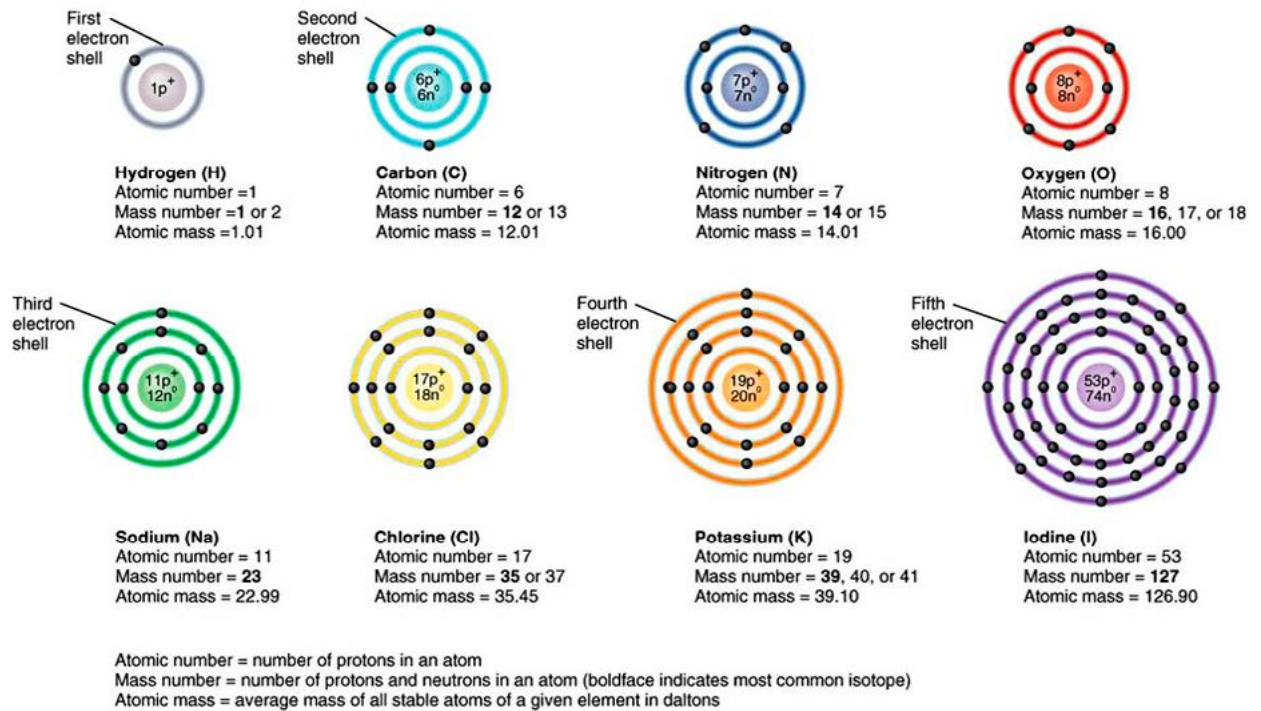 First
electron
shell
1p+
Hydrogen (H)
Atomic number =1
Mass number =1 or 2
Atomic mass =1.01
Second
electron
shell
6p+
6n0
Carbon (C)
Atomic number = 6
Mass number = 12 or 13
Atomic mass = 12.01
7p+
7n0
Nitrogen (N)
Atomic number = 7
Mass number = 14 or 15
Atomic mass = 14.01
8p+
8n0
Oxygen (O)
Atomic number = 8
Mass number = 16, 17, or 18
Atomic mass = 16.00
Third
electron
shell
11p+
12n0
Sodium (Na)
Atomic number = 11
Mass number = 23
Atomic mass = 22.99
17p+
18n0
Chlorine (Cl)
Atomic number = 17
Mass number = 35 or 37
Atomic mass = 35.45
Fourth
electron
shell
19p+
20n0
Potassium (K)
Atomic number = 19
Mass number = 39, 40, or 41
Atomic mass = 39.10
Fifth
electron
shell
53p+
74n0
Iodine (I)
Atomic number = 53
Mass number = 127
Atomic mass = 126.90
Atomic number = number of protons in an atom
Mass number = number of protons and neutrons in an atom (boldface indicates most common isotope)
Atomic mass = average mass of all stable atoms of a given element in daltons